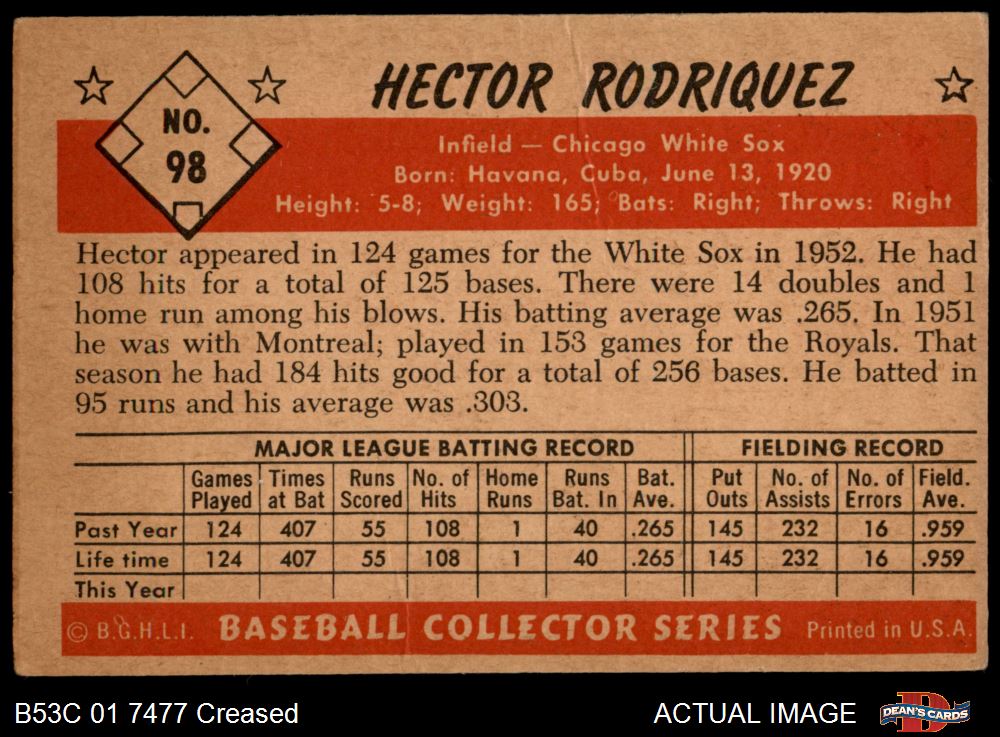 NO.
98
HECTOR RODRIQUEZ
Infield — Chicago White Sox
Born: Havana, Cuba, June 13, 1920
Height: 5-8; Weight: 165; Bats: Right; Throws: Right
Hector appeared in 124 games for the White Sox in 1952. He had
108 hits for a total of 125 bases. There were 14 doubles and 1
home run among his blows. His batting average was .265. In 1951
he was with Montreal; played in 153 games for the Royals. That
season he had 184 hits good for a total of 256 bases. He batted in
95 runs and his average was .303.
MAJOR LEAGUE BATTING RECORD FIELDING RECORD
Games Times Runs No. of Home Runs Bat. Put No. of No. of Field.
Played at Bat Scored Hits Runs Bat. In Ave. Outs Assists Errors Ave.
Past Year 124 407 55 108 1 40 .265 145 232 16 .959
Life time 124 407 55 108 1 40 .265 145 232 16 .959
This Year
© B.G.H.L.I. BASEBALL COLLECTOR SERIES Printed in U.S.A.
B53C 01 7477 Creased ACTUAL IMAGE DEAN'S CARDS